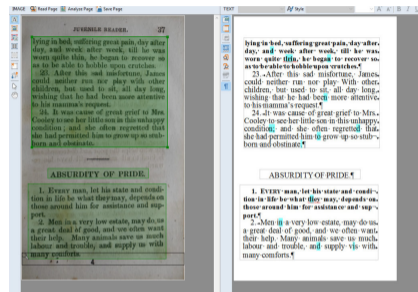 IMAGE Read Page Analyze Page Save Page
JUVENILE READER. 37
lying in bed, suffering great pain, day after
day, and week after week, till he was
worn quite thin, he began to recover so
as to be able to hobble upon crutches.
23. After this sad misfortune, James
could neither run nor play with other
children, but used to sit, all day long,
wishing that he had been more attentive
to his mamma's request.
24. It was cause of great grief to Mrs.
Cooley to see her little son in this unhappy
condition; and she often regretted that
she had permitted him to grow up so stub-
born and obstinate.
ABSURDITY OF PRIDE.
1. EVERY man, let his state and condi-
tion in life be what they may, depends on
those around him for assistance and sup-
port.
2. Men in a very low estate, may do us
a great deal of good, and we often want
their help. Many animals save us much
labour and trouble, and supply us with
many comforts.
TEXT Style
lying in bed, suffering great pain, day after
day, and week after week, till he was
worn quite thin, he began to recover so
as to be able to hobble upon crutches.¶
23. After this sad misfortune, James
could neither run nor play With other
children, but used to sit, all day long,
wishing that he had been more attentive
to his mamma's request.¶
24. It was cause of great grief to Mrs.
Cooley to see her little son in this unhappy
condition; and she often regretted that
she had permitted him to grow up so stub-
born and obstinate.¶
ABSURDITY OF PRIDE.¶
1. EVERY man, let his state and condi-
tion in life be what they may, depends on
those around him for assistance and sup-
port.¶
2. Men in a very low estate, may do us
a great deal of good, and we often want
their help. Many animals save us much
labour and trouble, and supply vis with
many comforts.¶